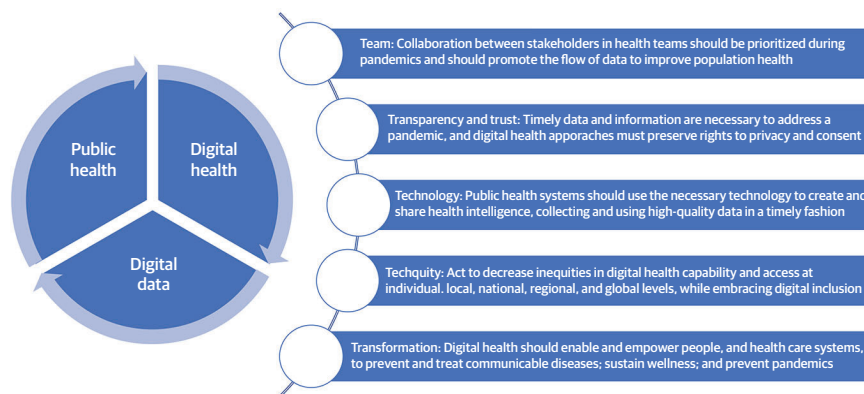 Public
health
Digital
health
Digital
data
Team: Collaboration between stakeholders in health teams should be prioritized during
pandemics and should promote the flow of data to improve population health
Transparency and trust: Timely data and information are necessary to address a
pandemic, and digital health apporaches must preserve rights to privacy and consent
Technology: Public health systems should use the necessary technology to create and
share health intelligence, collecting and using high-quality data in a timely fashion
Techquity: Act to decrease inequities in digital health capability and access at
individual. local, national, regional, and global levels, while embracing digital inclusion
Transformation: Digital health should enable and empower people, and health care systems,
to prevent and treat communicable diseases; sustain wellness; and prevent pandemics